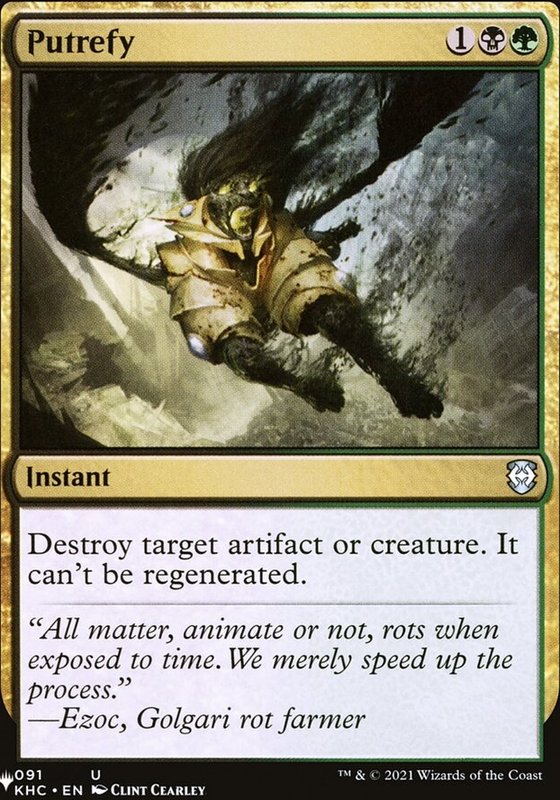 Putrefy 1
Instant
Destroy target artifact or creature. It
can't be regenerated.
“All matter, animate or not, rots when
exposed to time. We merely speed up the
process.”
—Ezoc, Golgari rot farmer
091 U
KHC • EN Clint Cearley
™ & © 2021 Wizards of the Coast